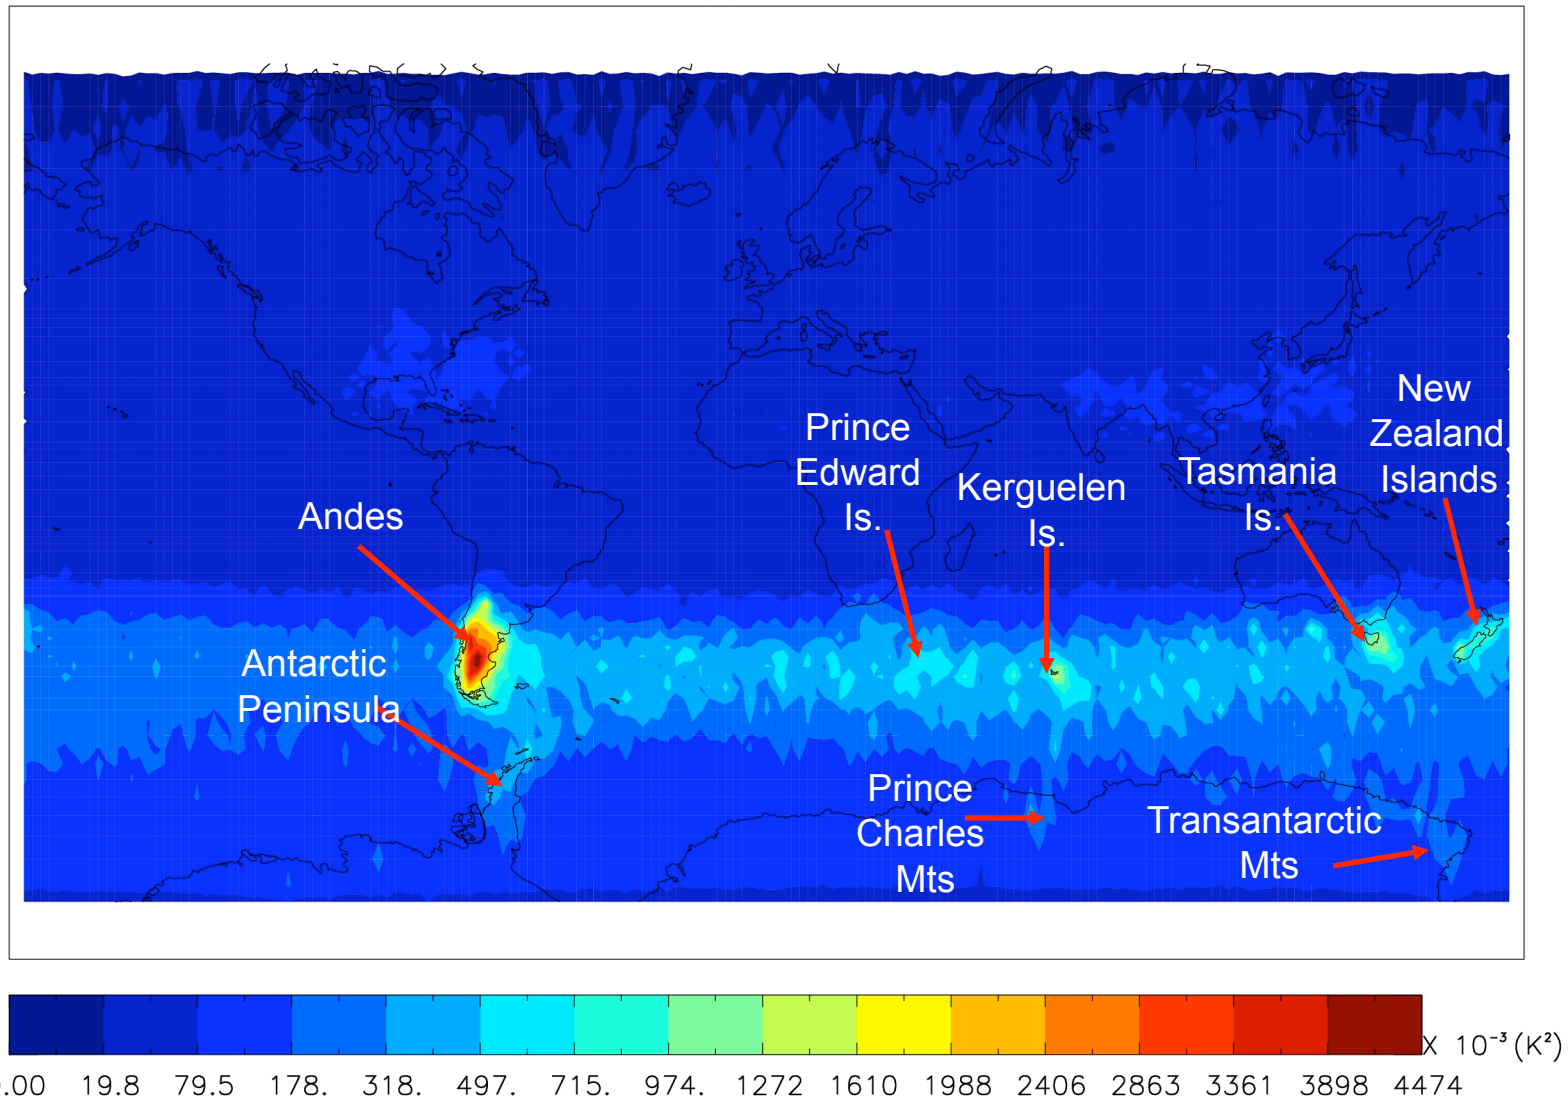 New
Zealand
Islands
Prince
Edward
Is.
Kerguelen
Is.
Tasmania
Is.
Andes
Antarctic
Peninsula
Prince
Charles
Mts
Transantarctic
Mts
X 10⁻³ (K²)
0.00 19.8 79.5 178. 318. 497. 715. 974. 1272 1610 1988 2406 2863 3361 3898 4474